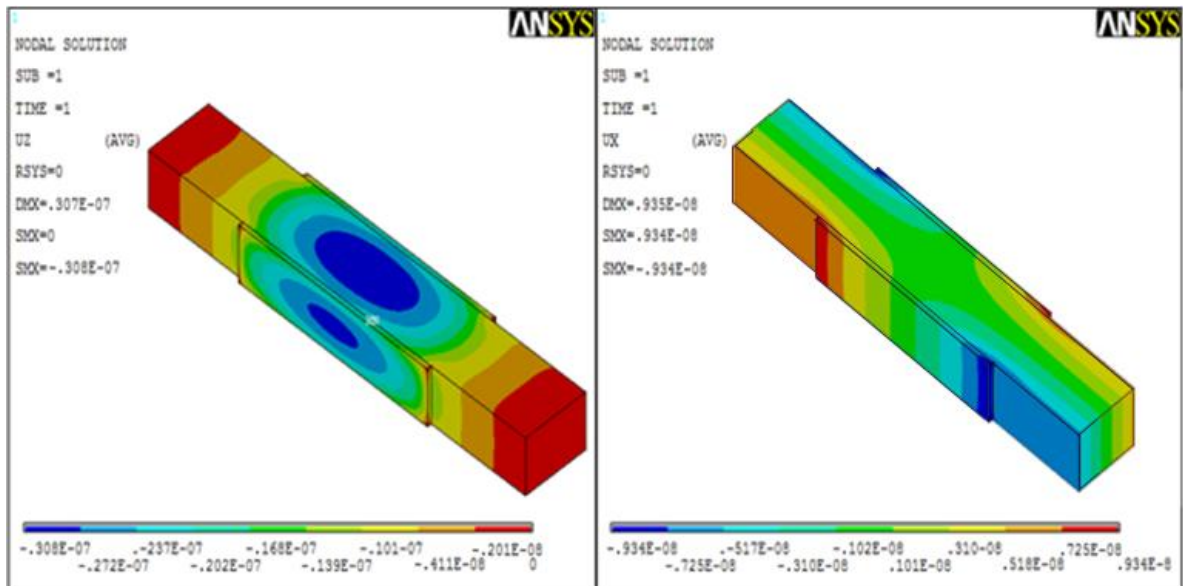 1
ANSYS
NODAL SOLUTION
SUB =1
TIME =1
UZ (AVG)
RSYS=0
DMX=.307E-07
SMX=0
SMX=-.308E-07
-.308E-07 -.237E-07 -.168E-07 -.101E-07 -.201E-08
-.272E-07 -.202E-07 -.139E-07 -.411E-08 0
1
ANSYS
NODAL SOLUTION
SUB =1
TIME =1
UX (AVG)
RSYS=0
DMX=.935E-08
SMX=.934E-08
SMX=-.934E-08
-.934E-08 -.517E-08 -.102E-08 .310E-08 .725E-08
-.725E-08 -.310E-08 .101E-08 .518E-08 .934E-8